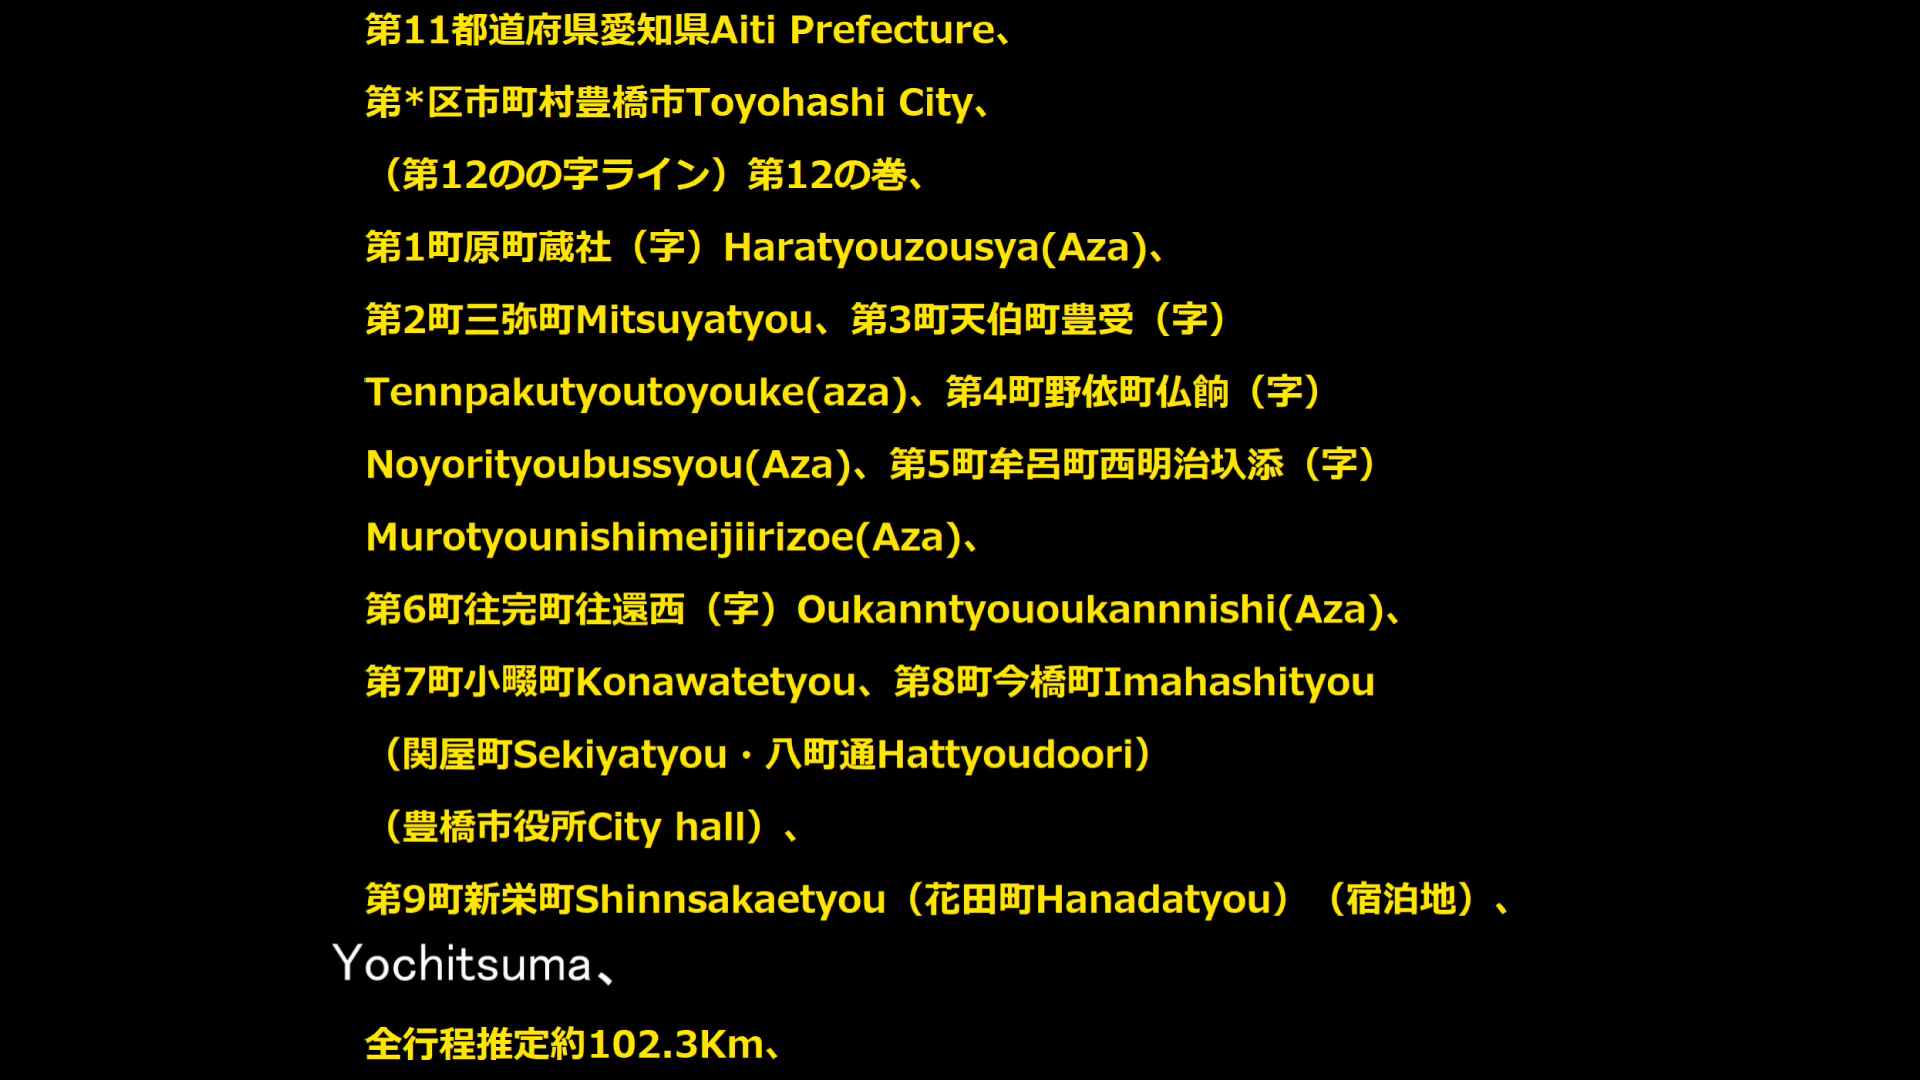 第11都道府県愛知県Aiti Prefecture、
第*区市町村豊橋市Toyohashi City、
（第12のの字ライン）第12の巻、
第1町原町蔵社（字）Haratyouzousya(Aza)、
第2町三弥町Mitsuyatyou、第3町天伯町豊受（字）
Tennpakutyoutoyouke(aza)、第4町野依町仏餉（字）
Noyorityoubussyou(Aza)、第5町牟呂町西明治圦添（字）
Murotyounishimeijiirizoe(Aza)、
第6町往完町往還西（字）Oukanntyououkannnishi(Aza)、
第7町小畷町Konawatetyou、第8町今橋町Imahashityou
（関屋町Sekiyatyou・八町通Hattyoudoori）
（豊橋市役所City hall）、
第9町新栄町Shinnsakaetyou（花田町Hanadatyou）（宿泊地）、
Yochitsuma、
全行程推定約102.3Km、